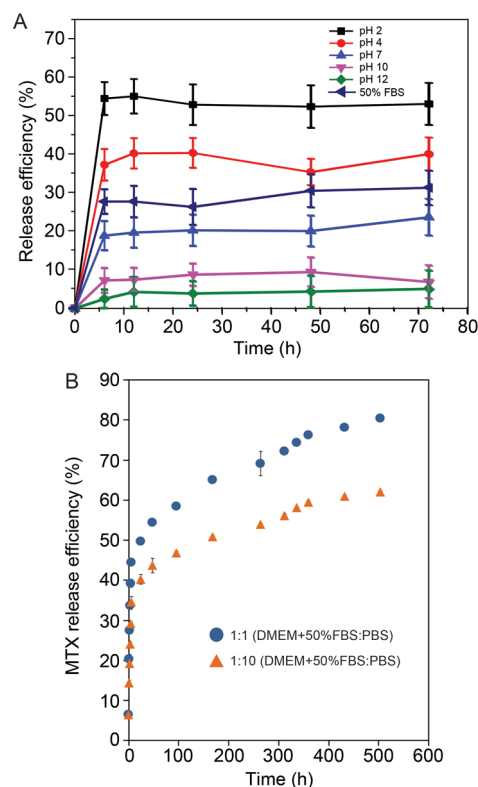 A
70
60
50
40
30
20
10
0
Release efficiency (%)
pH 2
pH 4
pH 7
pH 10
pH 12
50% FBS
0 10 20 30 40 50 60 70 80
Time (h)
B
90
80
70
60
50
40
30
20
10
0
MTX release efficiency (%)
1:1 (DMEM+50%FBS:PBS)
1:10 (DMEM+50%FBS:PBS)
0 100 200 300 400 500 600
Time (h)